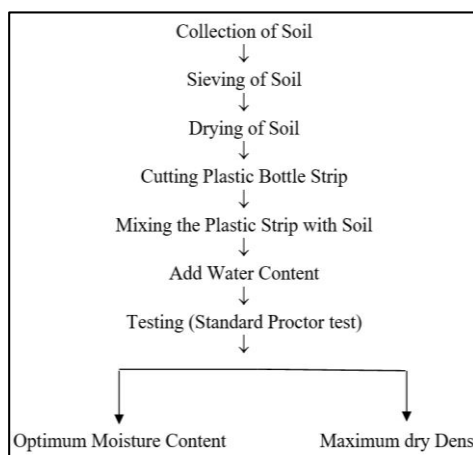 Collection of Soil
Sieving of Soil
Drying of Soil
Cutting Plastic Bottle Strip
Mixing the Plastic Strip with Soil
Add Water Content
Testing (Standard Proctor test)
Optimum Moisture Content Maximum dry Dens